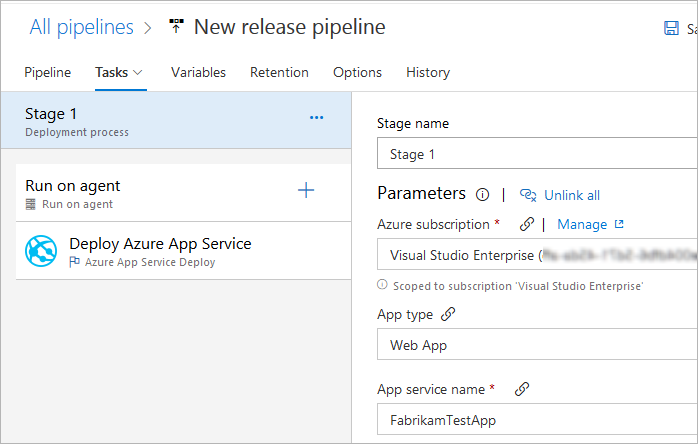 All pipelines > New release pipeline
Sa
Pipeline Tasks Variables Retention Options History
Stage 1
Deployment process
Run on agent
Run on agent
Deploy Azure App Service
Azure App Service Deploy
Stage name
Stage 1
Parameters | Unlink all
Azure subscription * | Manage
Visual Studio Enterprise (
Scoped to subscription 'Visual Studio Enterprise'
App type
Web App
App service name *
FabrikamTestApp